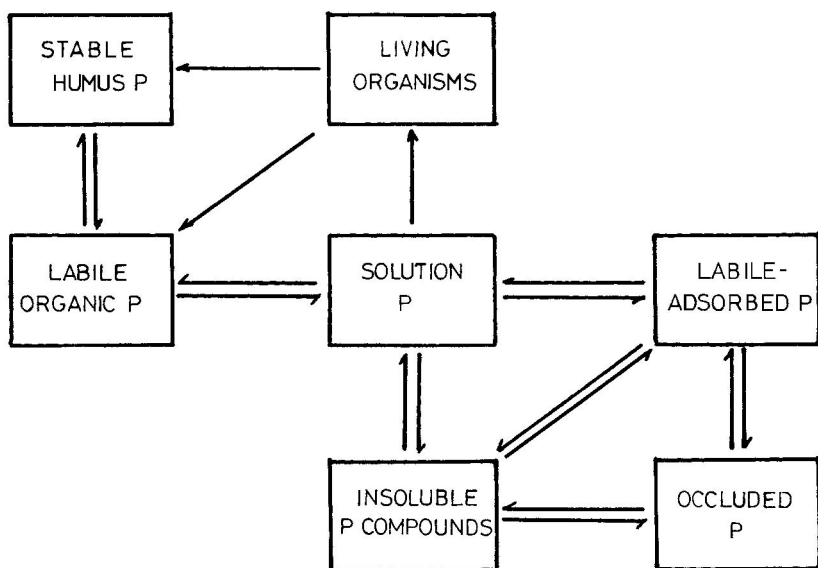 STABLE
HUMUS P
LIVING
ORGANISMS
LABILE
ORGANIC P
SOLUTION
P
LABILE-
ADSORBED P
INSOLUBLE
P COMPOUNDS
OCCLUDED
P